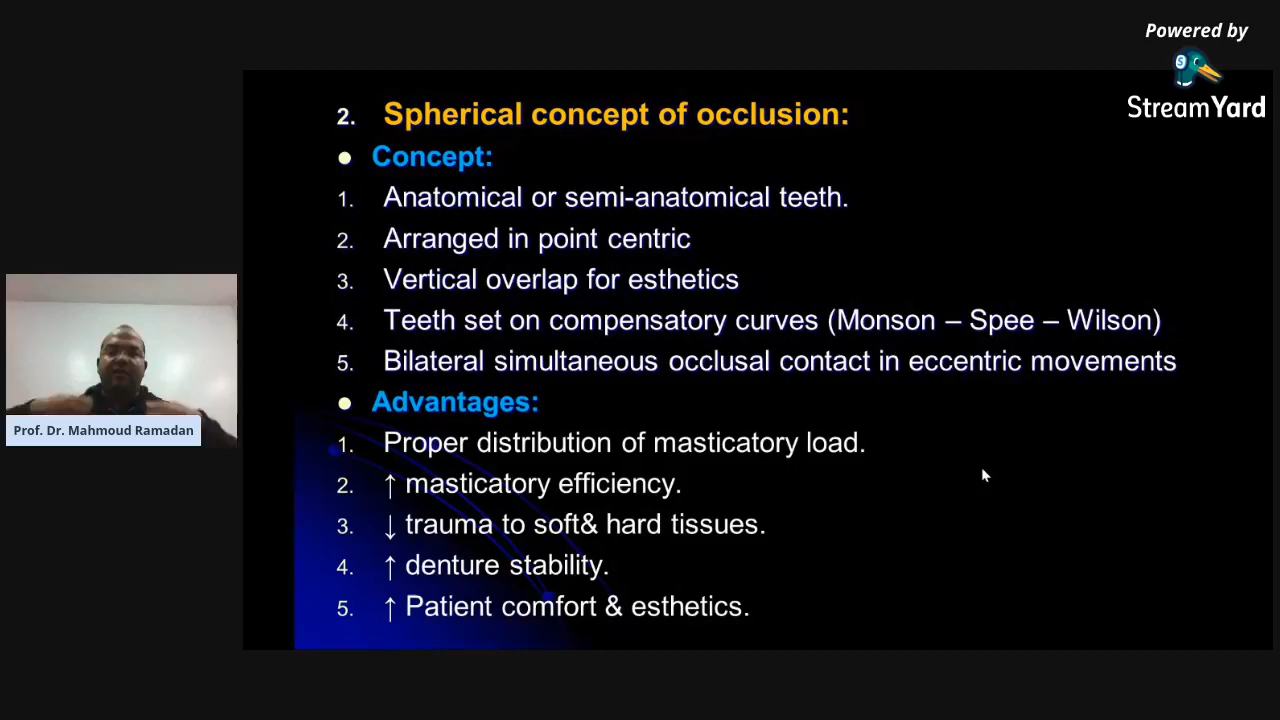 Powered by
StreamYard
2. Spherical concept of occlusion:
● Concept:
1. Anatomical or semi-anatomical teeth.
2. Arranged in point centric
3. Vertical overlap for esthetics
4. Teeth set on compensatory curves (Monson – Spee – Wilson)
5. Bilateral simultaneous occlusal contact in eccentric movements
● Advantages:
1. Proper distribution of masticatory load.
2. ↑ masticatory efficiency.
3. ↓ trauma to soft& hard tissues.
4. ↑ denture stability.
5. ↑ Patient comfort & esthetics.
Prof. Dr. Mahmoud Ramadan